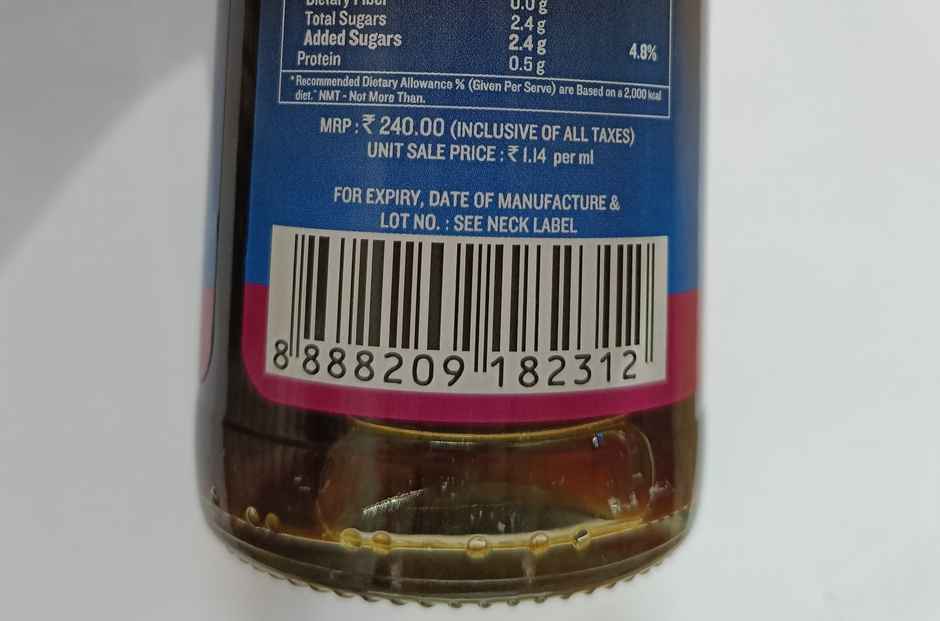 Dietary Fiber 0.0 g
Total Sugars 2.4 g
Added Sugars 2.4 g 4.8%
Protein 0.5 g
*Recommended Dietary Allowance % (Given Per Serve) are Based on a 2,000 kcal
diet." NMT - Not More Than.
MRP : ₹ 240.00 (INCLUSIVE OF ALL TAXES)
UNIT SALE PRICE : ₹ 1.14 per ml
FOR EXPIRY, DATE OF MANUFACTURE &
LOT NO. : SEE NECK LABEL
8 888209 182312